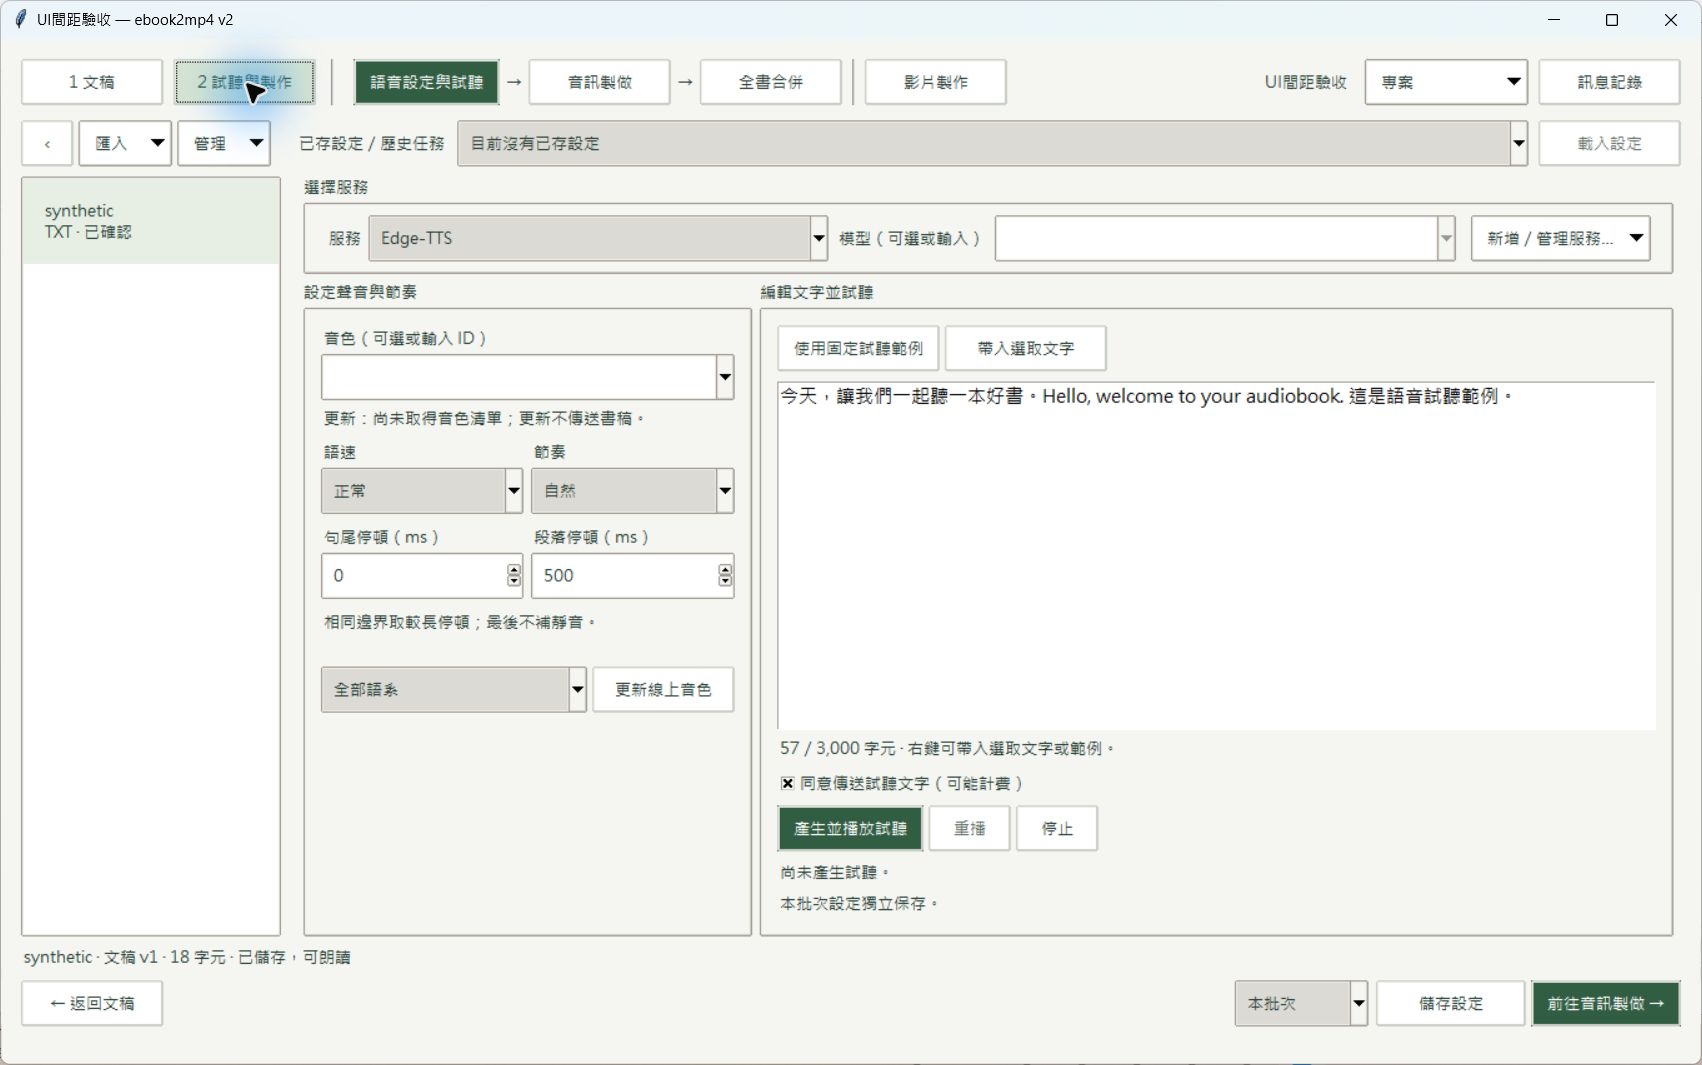 UI間距驗收 — ebook2mp4 v2
1 文稿
2 試聽與製作
語音設定與試聽
→
音訊製做
→
全書合併
影片製作
UI間距驗收
專案
訊息記錄
‹
匯入
管理
已存設定 / 歷史任務
目前沒有已存設定
載入設定
synthetic
TXT · 已確認
選擇服務
服務
Edge-TTS
模型（可選或輸入）
新增 / 管理服務...
設定聲音與節奏
音色（可選或輸入 ID）
更新：尚未取得音色清單；更新不傳送書稿。
語速
節奏
正常
自然
句尾停頓（ms）
段落停頓（ms）
0
500
相同邊界取較長停頓；最後不補靜音。
全部語系
更新線上音色
編輯文字並試聽
使用固定試聽範例
帶入選取文字
今天，讓我們一起聽一本好書。Hello, welcome to your audiobook. 這是語音試聽範例。
57 / 3,000 字元 · 右鍵可帶入選取文字或範例。
同意傳送試聽文字（可能計費）
產生並播放試聽
重播
停止
尚未產生試聽。
本批次設定獨立保存。
synthetic · 文稿 v1 · 18 字元 · 已儲存，可朗讀
← 返回文稿
本批次
儲存設定
前往音訊製做 →